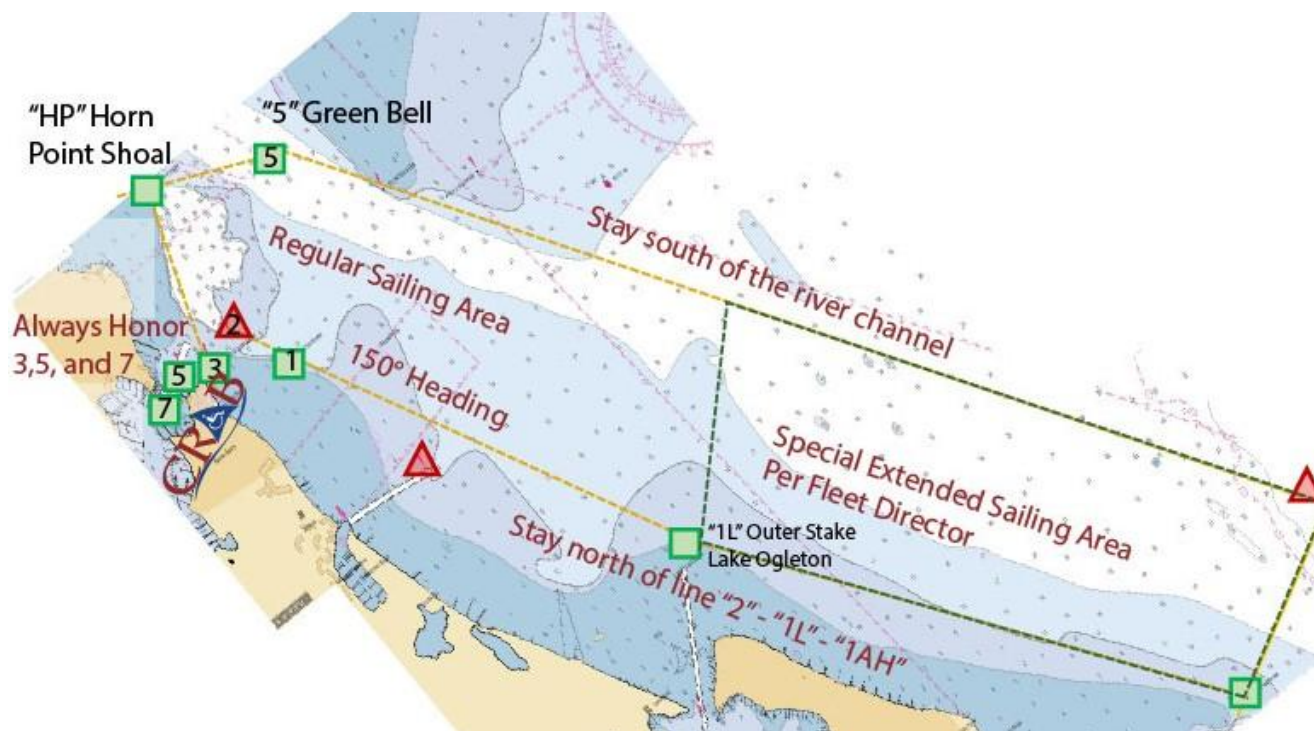 "HP" Horn
Point Shoal
"5" Green Bell
5
Regular Sailing Area
Stay south of the river channel
Always Honor
3,5, and 7
2
3
1
5
7
CRAB
150° Heading
Special Extended Sailing Area
Per Fleet Director
"1L" Outer Stake
Lake Ogleton
Stay north of line "2" - "1L" - "1AH"